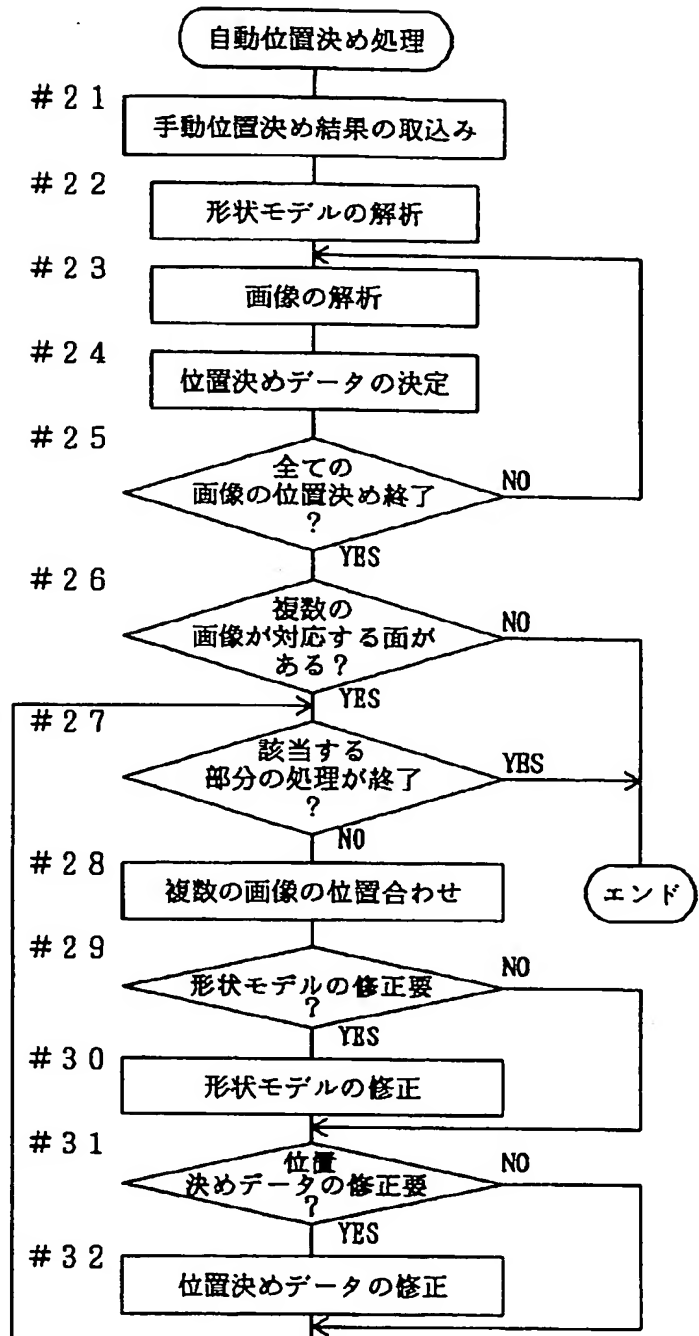 自動位置決め処理
#21
手動位置決め結果の取込み
#22
形状モデルの解析
#23
画像の解析
#24
位置決めデータの決定
#25
全ての
画像の位置決め終了
?
NO
YES
#26
複数の
画像が対応する面が
ある?
NO
YES
#27
該当する
部分の処理が終了
?
YES
NO
#28
複数の画像の位置合わせ
エンド
#29
形状モデルの修正要
?
NO
YES
#30
形状モデルの修正
#31
位置
決めデータの修正要
?
NO
YES
#32
位置決めデータの修正